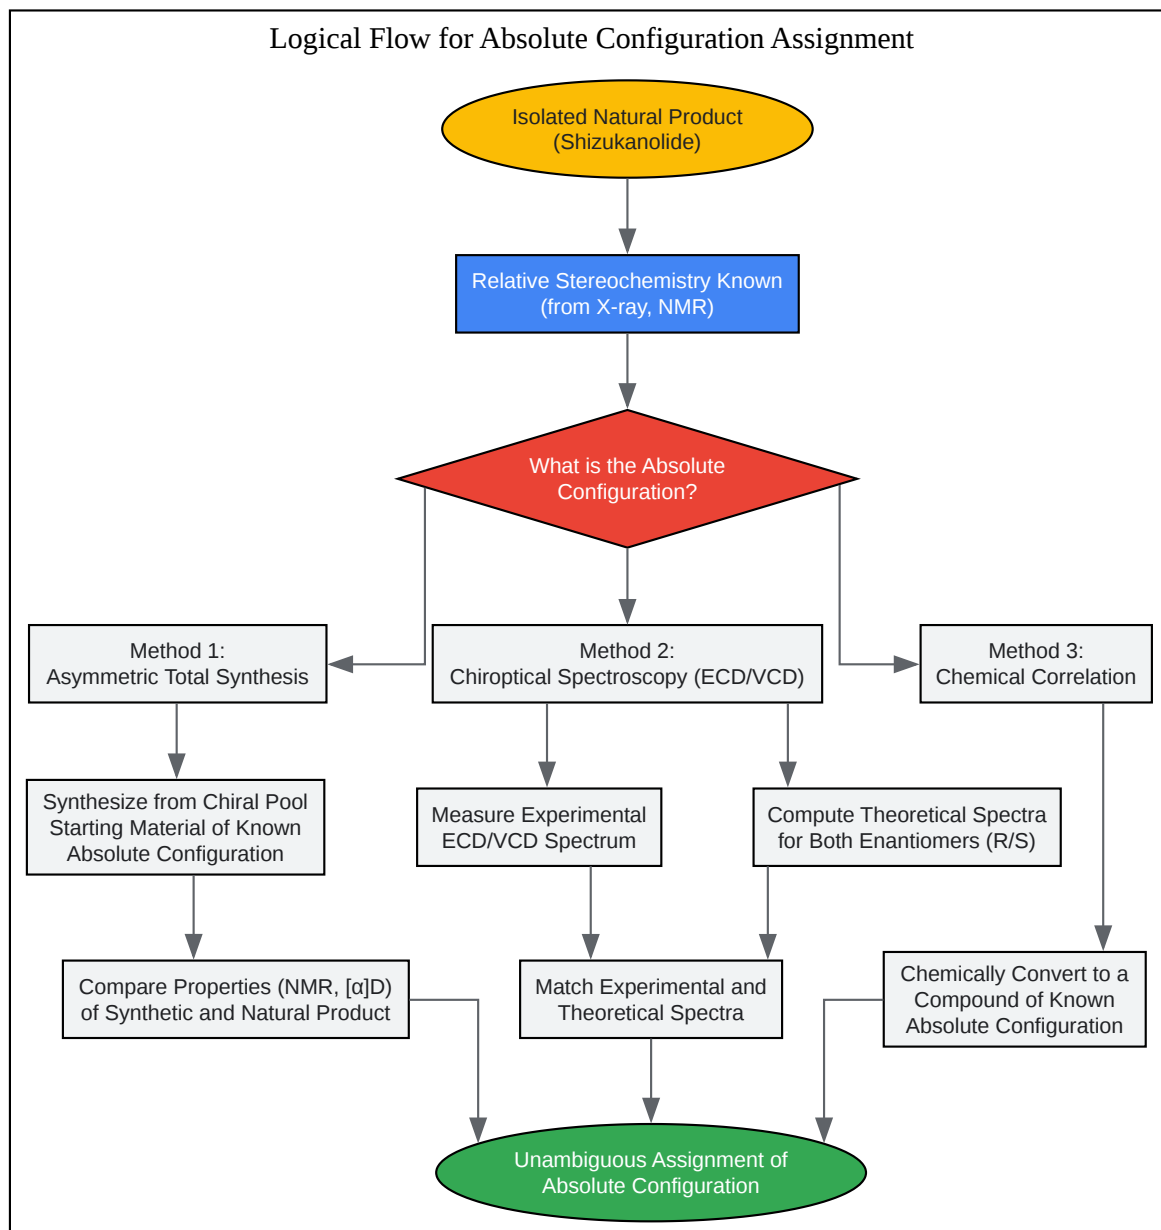 Logical Flow for Absolute Configuration Assignment
Isolated Natural Product
(Shizukanolide)
Relative Stereochemistry Known
(from X-ray, NMR)
What is the Absolute
Configuration?
Method 1:
Asymmetric Total Synthesis
Method 2:
Chiroptical Spectroscopy (ECD/VCD)
Method 3:
Chemical Correlation
Synthesize from Chiral Pool
Starting Material of Known
Absolute Configuration
Measure Experimental
ECD/VCD Spectrum
Compute Theoretical Spectra
for Both Enantiomers (R/S)
Compare Properties (NMR, [α]D)
of Synthetic and Natural Product
Match Experimental and
Theoretical Spectra
Chemically Convert to a
Compound of Known
Absolute Configuration
Unambiguous Assignment of
Absolute Configuration